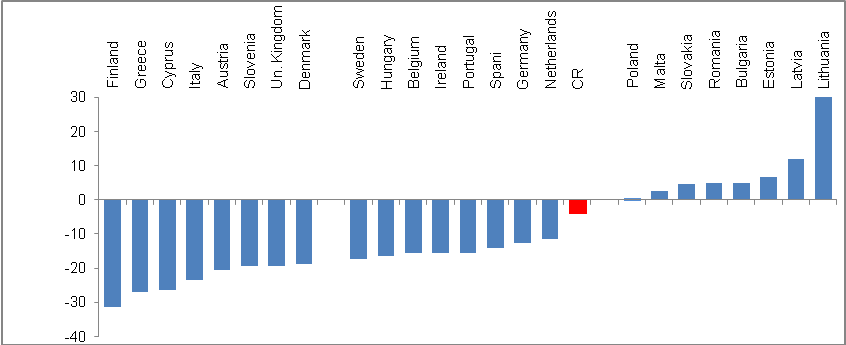 Finland
Greece
Cyprus
Italy
Austria
Slovenia
Un. Kingdom
Denmark
Sweden
Hungary
Belgium
Ireland
Portugal
Spani
Germany
Netherlands
CR
Poland
Malta
Slovakia
Romania
Bulgaria
Estonia
Latvia
Lithuania
30
20
10
0
-10
-20
-30
-40